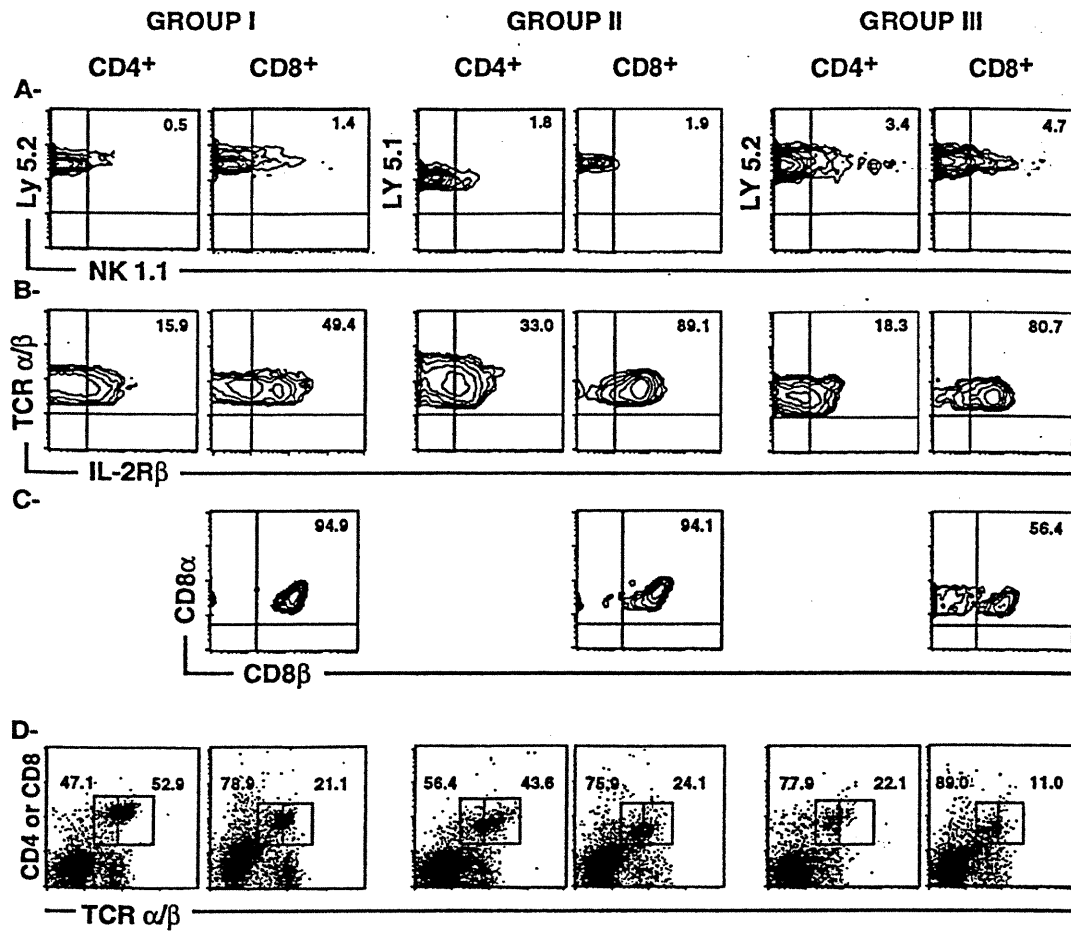 GROUP I GROUP II GROUP III
CD4+ CD8+ CD4+ CD8+ CD4+ CD8+
A-
Ly 5.2 0.5 1.4 LY 5.1 1.8 1.9 LY 5.2 3.4 4.7
NK 1.1
B-
TCR α/β 15.9 49.4 33.0 89.1 18.3 80.7
IL-2Rβ
C-
CD8α 94.9 94.1 56.4
CD8β
D-
CD4 or CD8 47.1 52.9 78.9 21.1 56.4 43.6 75.9 24.1 77.9 22.1 89.0 11.0
TCR α/β